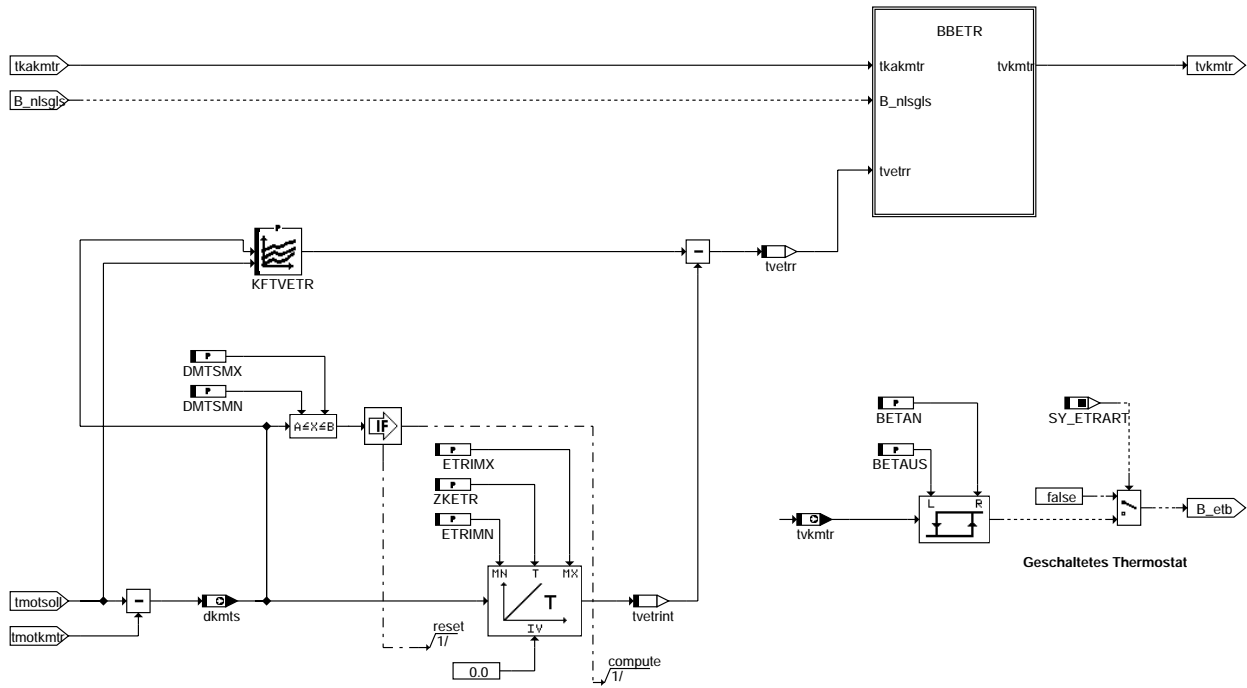 BBETR
tkakmtr
tkakmtr
tvkmtr
tvkmtr
B_nlsgls
B_nlsgls
tvetrr
P
KFTVETR
-
tvetrr
P
DMTSMX
P
DMTSMN
A≤X≤B
IF
P
ETRIMX
P
ZKETR
P
ETRIMN
P
BETAN
SY_ETRART
P
BETAUS
L R
false
B_etb
tvkmtr
Geschaltetes Thermostat
MN T MX
T
IV
tmotsoll
-
dkmts
tvetrint
tmotkmtr
reset
1/
0.0
compute
1/